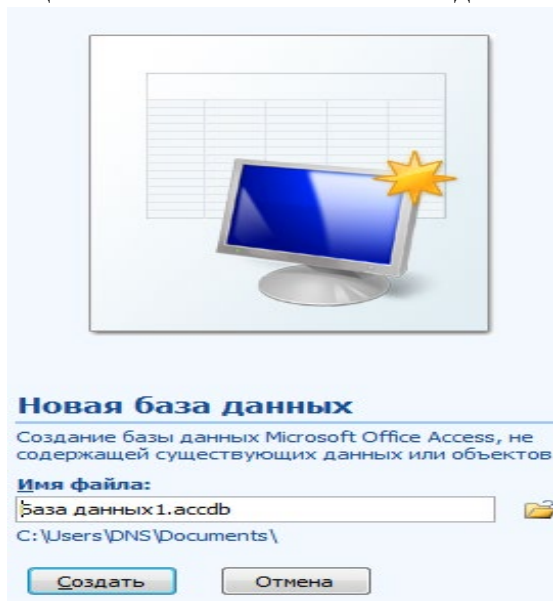 Новая база данных
Создание базы данных Microsoft Office Access, не
содержащей существующих данных или объектов
Имя файла:
База данных1.accdb
C:\Users\DNS\Documents\
Создать Отмена